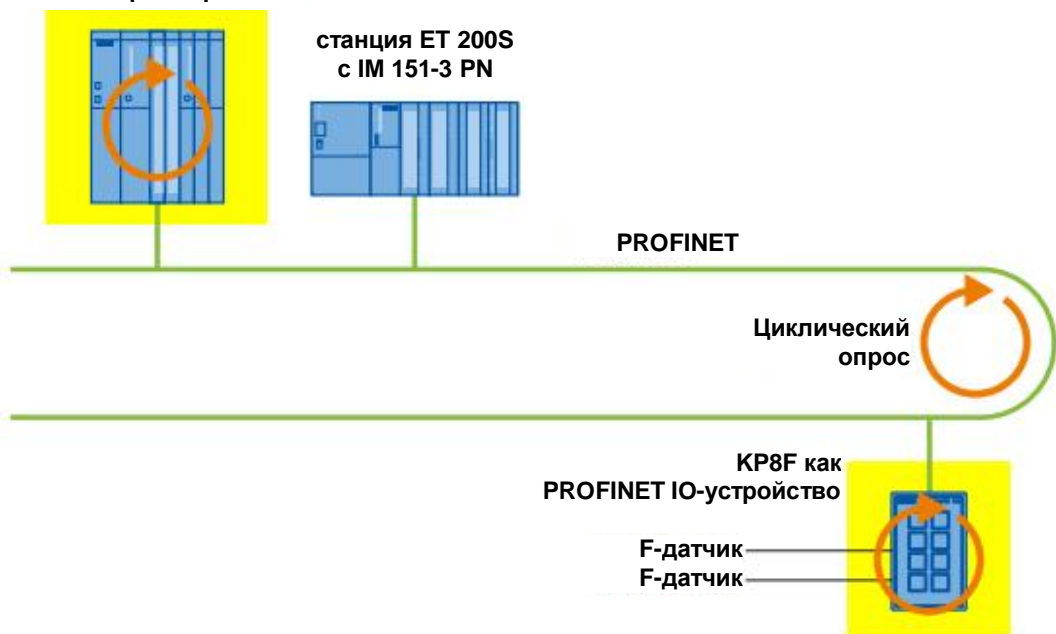 станция ET 200S
с IM 151-3 PN
PROFINET
Циклический
опрос
KP8F как
PROFINET IO-устройство
F-датчик
F-датчик